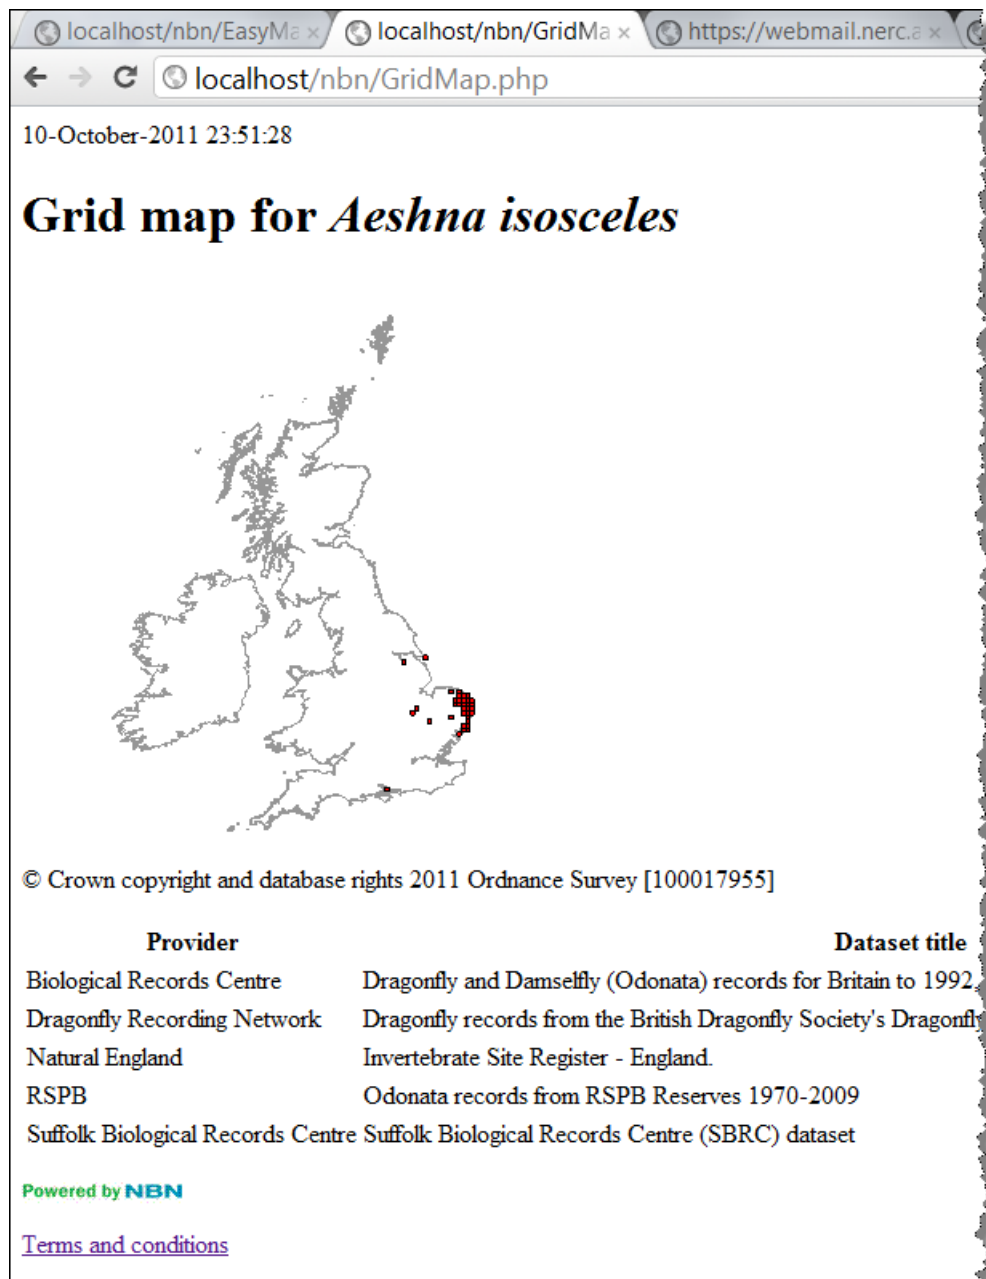 localhost/nbn/EasyMa
localhost/nbn/GridMa
https://webmail.nerc.a
localhost/nbn/GridMap.php
10-October-2011 23:51:28
Grid map for Aeshna isosceles
© Crown copyright and database rights 2011 Ordnance Survey [100017955]
Provider Dataset title
Biological Records Centre Dragonfly and Damselfly (Odonata) records for Britain to 1992.
Dragonfly Recording Network Dragonfly records from the British Dragonfly Society's Dragonfly
Natural England Invertebrate Site Register - England.
RSPB Odonata records from RSPB Reserves 1970-2009
Suffolk Biological Records Centre Suffolk Biological Records Centre (SBRC) dataset
Powered by NBN
Terms and conditions